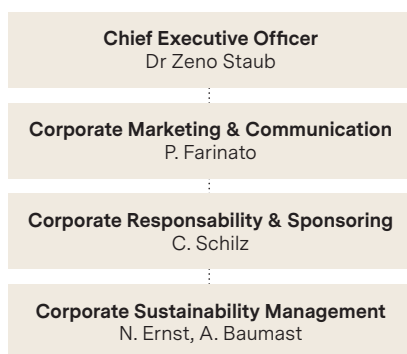 Chief Executive Officer
Dr Zeno Staub
Corporate Marketing & Communication
P. Farinato
Corporate Responsability & Sponsoring
C. Schilz
Corporate Sustainability Management
N. Ernst, A. Baumast